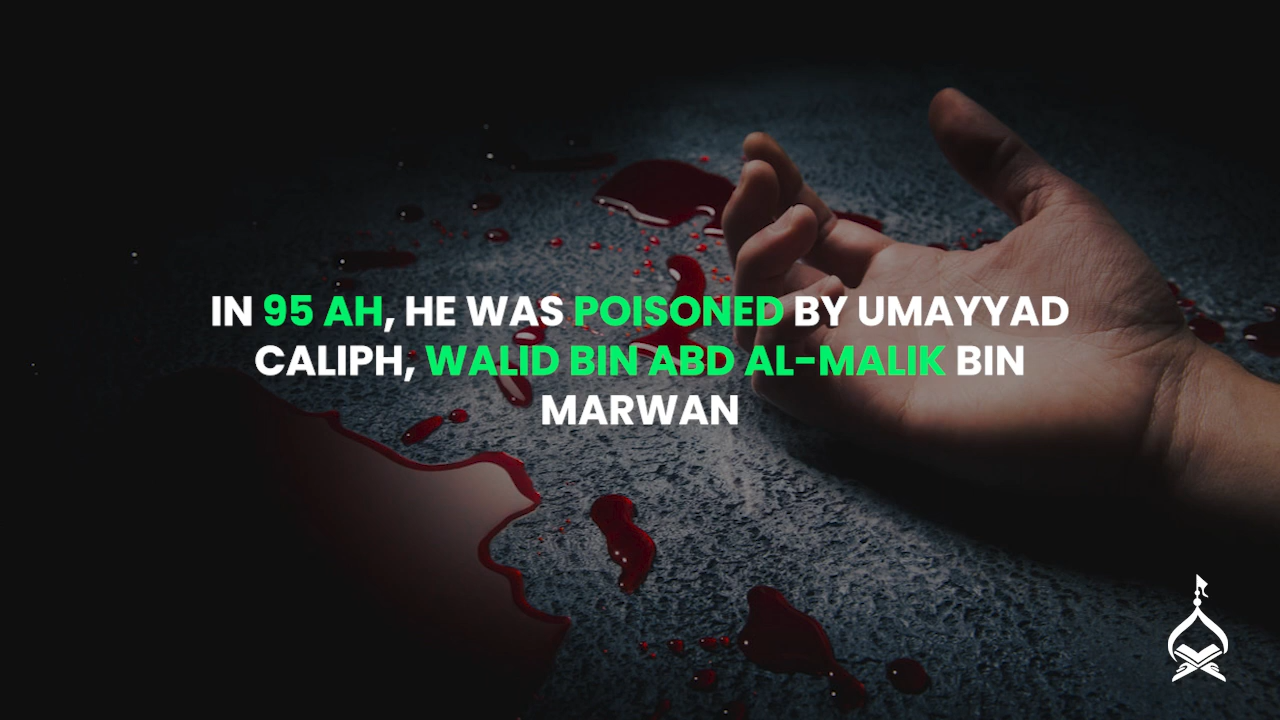 IN 95 AH, HE WAS POISONED BY UMAYYAD
CALIPH, WALID BIN ABD AL-MALIK BIN
MARWAN